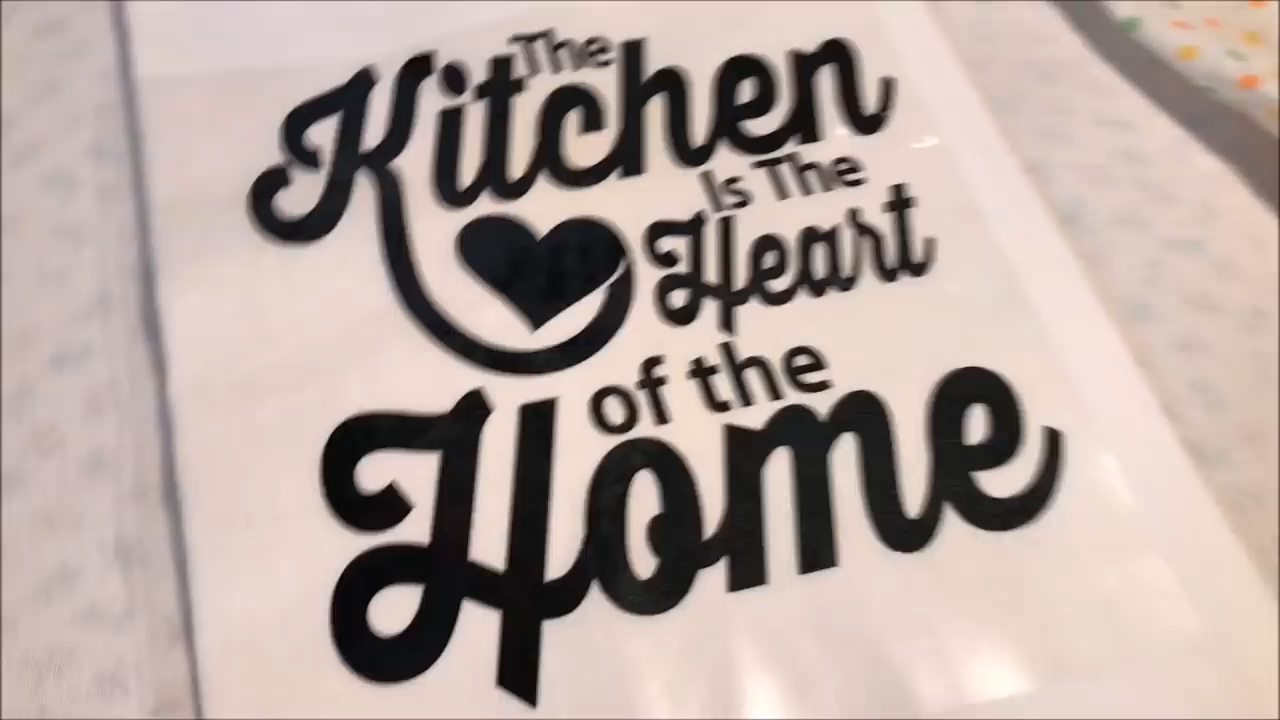 The
Kitchen
Is The
Heart
of the
Home